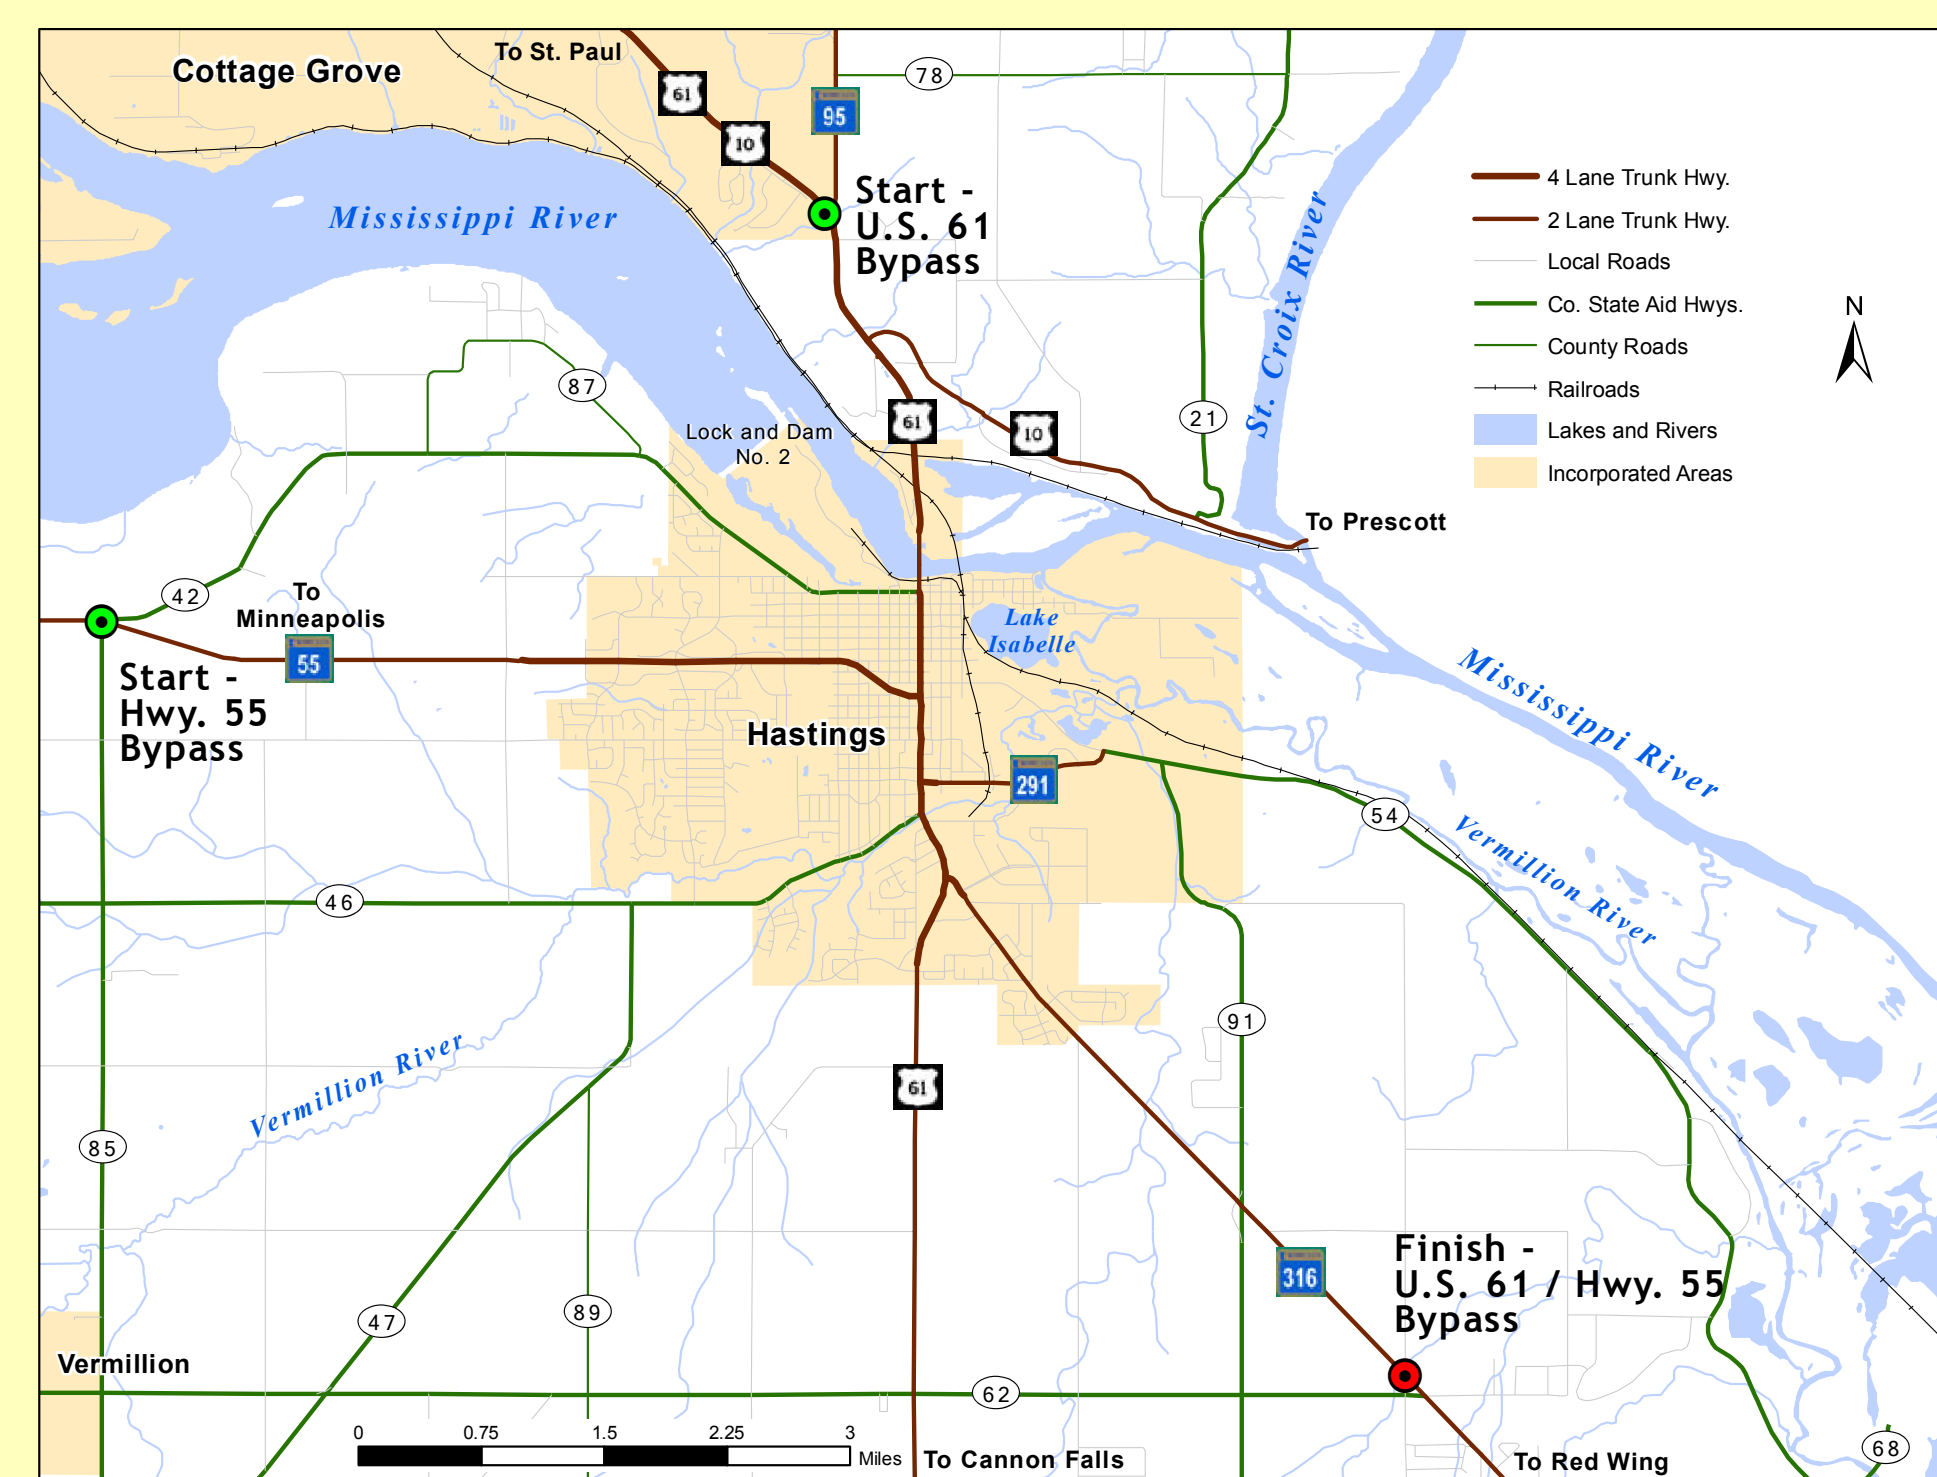 Cottage Grove
To St. Paul
61
10
95
78
Start -
U.S. 61
Bypass
Mississippi River
St. Croix River
4 Lane Trunk Hwy.
2 Lane Trunk Hwy.
Local Roads
Co. State Aid Hwys.
County Roads
Railroads
Lakes and Rivers
Incorporated Areas
N
87
Lock and Dam
No. 2
61
10
21
To Prescott
42
To
Minneapolis
55
Start -
Hwy. 55
Bypass
Lake
Isabelle
Hastings
291
Mississippi River
54
Vermillion River
46
91
Vermillion River
61
85
316
Finish -
U.S. 61 / Hwy. 55
Bypass
47
89
Vermillion
62
0
0.75
1.5
2.25
3
Miles
To Cannon Falls
To Red Wing
68